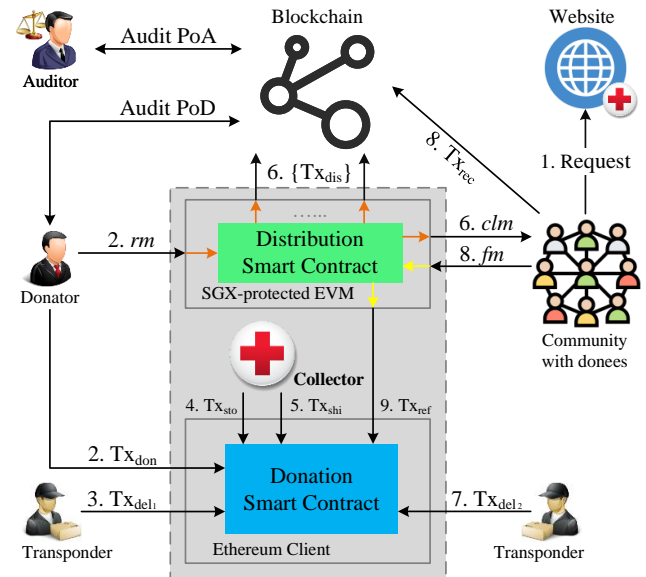 Blockchain
Website
Audit PoA
Auditor
Audit PoD
8. Tx_rec
1. Request
6. {Tx_dis}
......
2. rm
Distribution
Smart Contract
6. clm
8. fm
SGX-protected EVM
Donator
Community
with donees
Collector
4. Tx_sto
5. Tx_shi
9. Tx_ref
2. Tx_don
Donation
Smart Contract
3. Tx_del₁
7. Tx_del₂
Transponder
Ethereum Client
Transponder